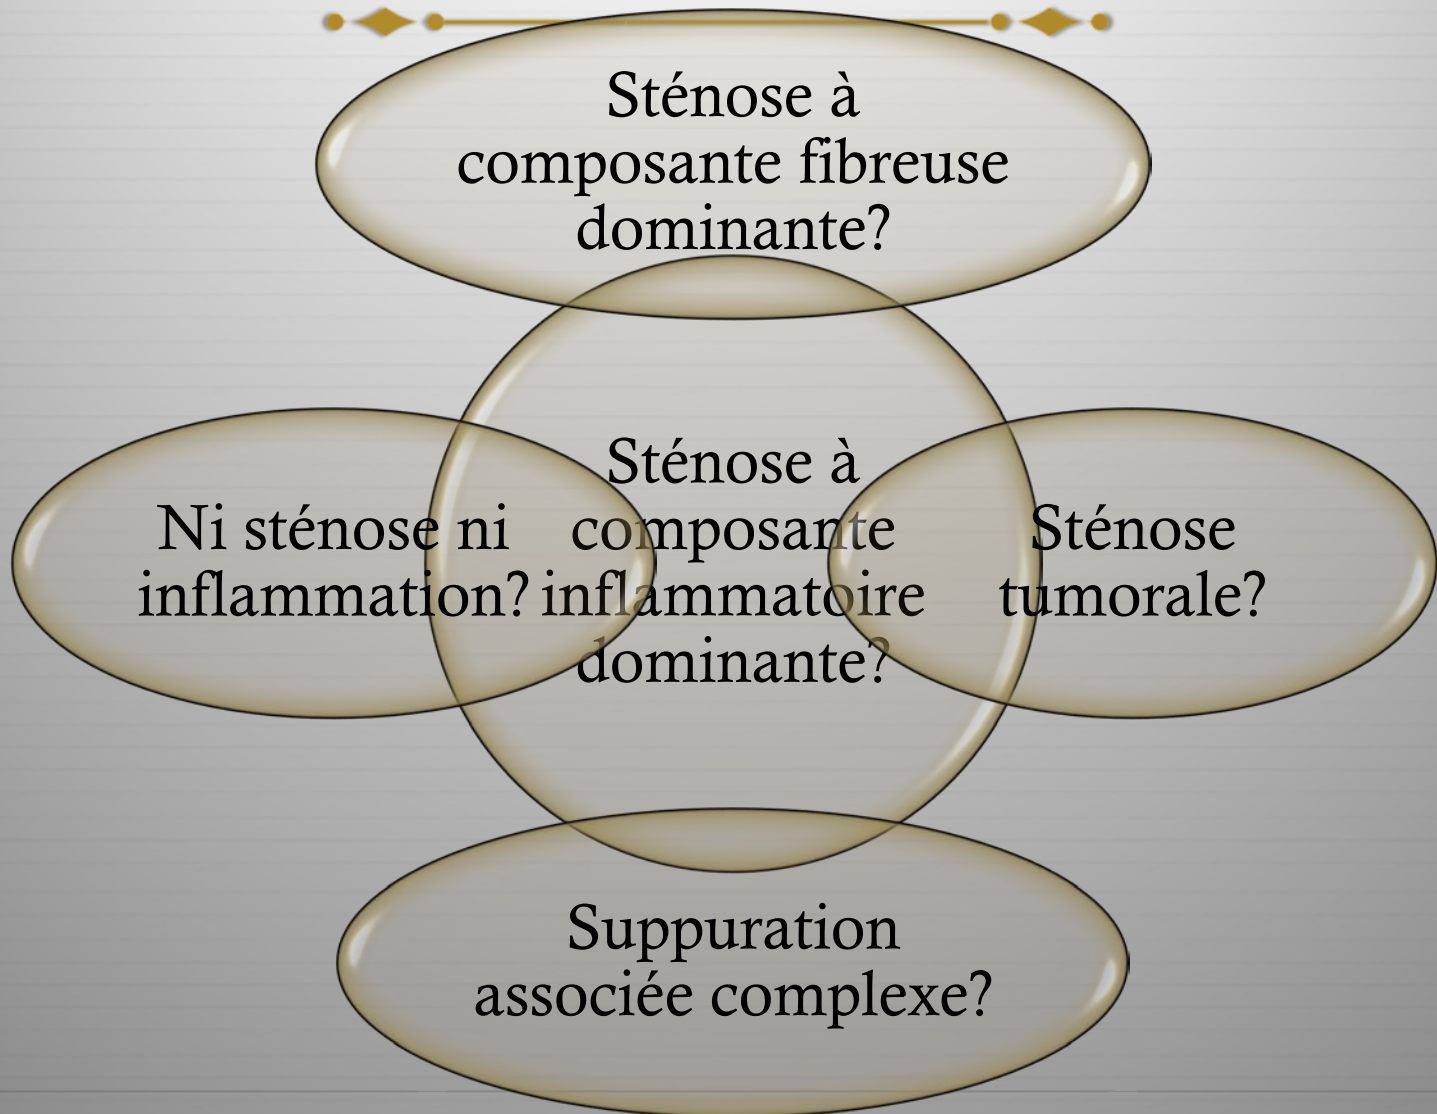 Sténose à
composante fibreuse
dominante?
Ni sténose ni
inflammation?
Sténose à
composante
inflammatoire
dominante?
Sténose
tumorale?
Suppuration
associée complexe?